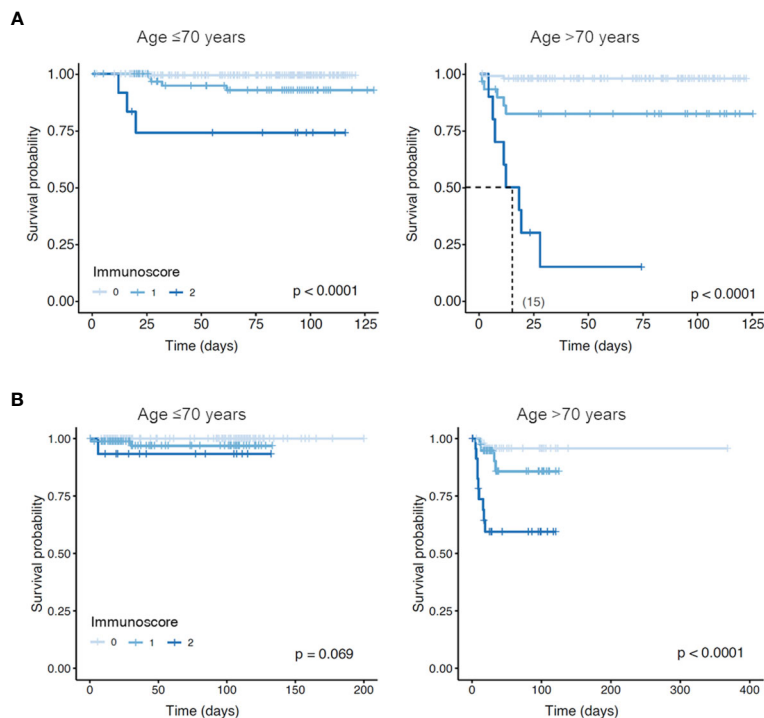 A
Age ≤70 years
Age >70 years
1.00
0.75
0.50
0.25
0.00
Survival probability
Immunoscore
0 1 2
p < 0.0001
0 25 50 75 100 125
Time (days)
1.00
0.75
0.50
0.25
0.00
Survival probability
(15)
p < 0.0001
0 25 50 75 100 125
Time (days)
B
Age ≤70 years
Age >70 years
1.00
0.75
0.50
0.25
0.00
Survival probability
Immunoscore
0 1 2
p = 0.069
0 50 100 150 200
Time (days)
1.00
0.75
0.50
0.25
0.00
Survival probability
p < 0.0001
0 100 200 300 400
Time (days)